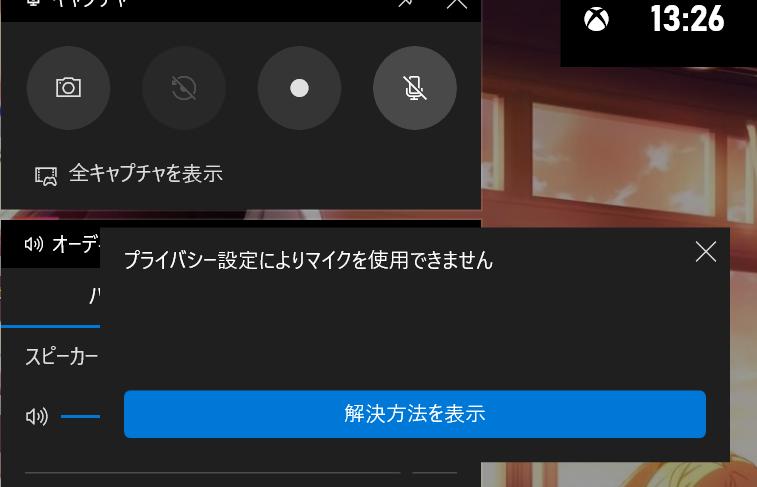 キャプチャ
13:26
全キャプチャを表示
オーデ
プライバシー設定によりマイクを使用できません
スピーカー
解決方法を表示